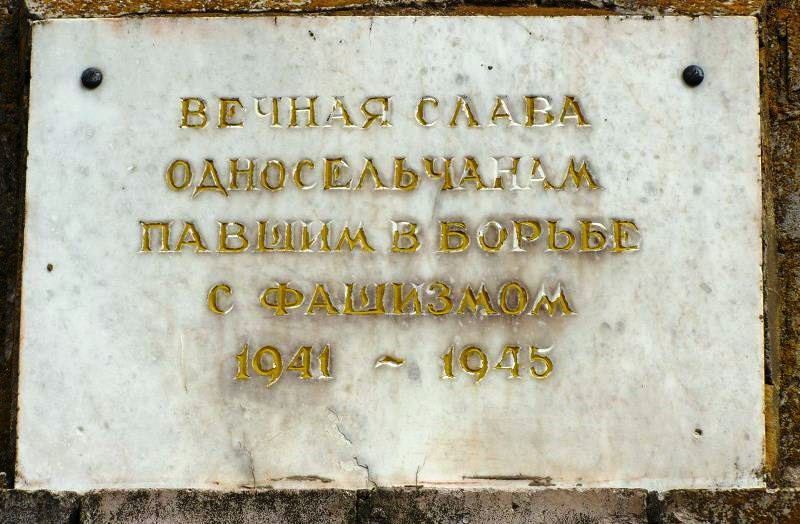 ВЕЧНАЯ СЛАВА
ОДНОСЕЛЬЧАНАМ
ПАВШИМ В БОРЬБЕ
С ФАШИЗМОМ
1941 ~ 1945